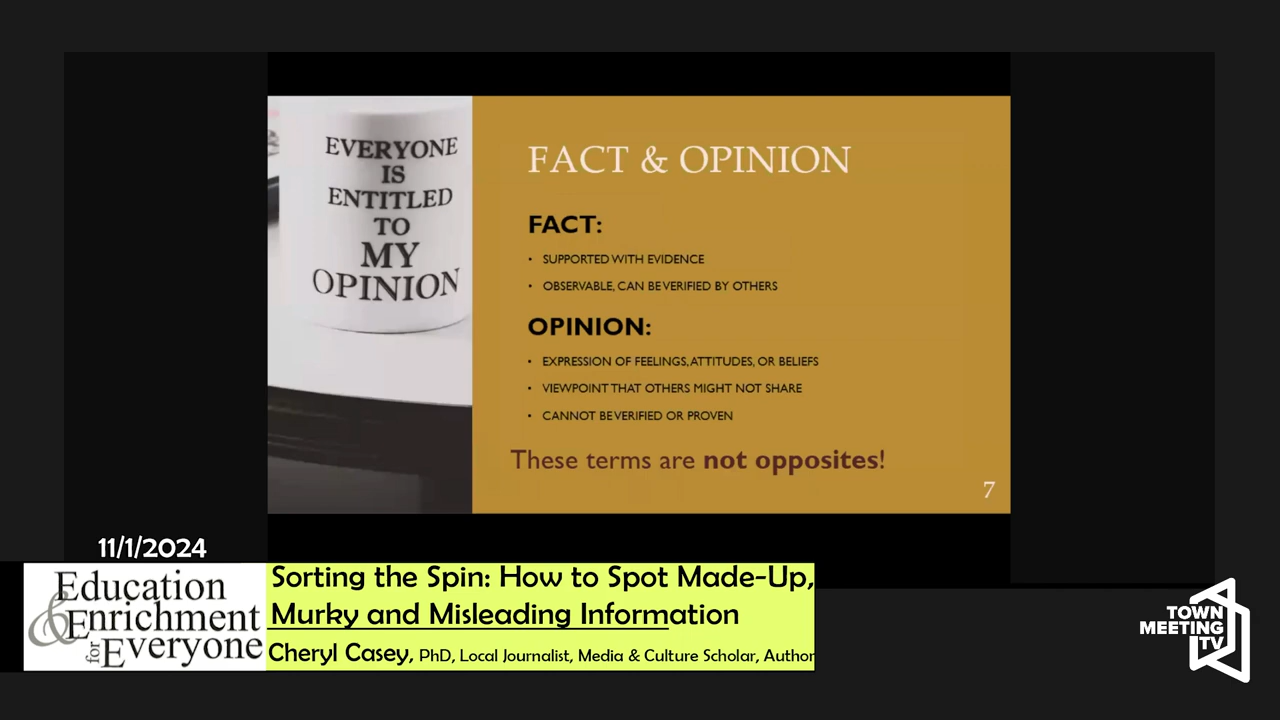 EVERYONE
IS
ENTITLED
TO
MY
OPINION
FACT & OPINION
FACT:
• SUPPORTED WITH EVIDENCE
• OBSERVABLE, CAN BE VERIFIED BY OTHERS
OPINION:
• EXPRESSION OF FEELINGS, ATTITUDES, OR BELIEFS
• VIEWPOINT THAT OTHERS MIGHT NOT SHARE
• CANNOT BE VERIFIED OR PROVEN
These terms are not opposites!
7
11/1/2024
Education
& Enrichment
for Everyone
Sorting the Spin: How to Spot Made-Up,
Murky and Misleading Information
Cheryl Casey, PhD, Local Journalist, Media & Culture Scholar, Author
TOWN
MEETING
TV